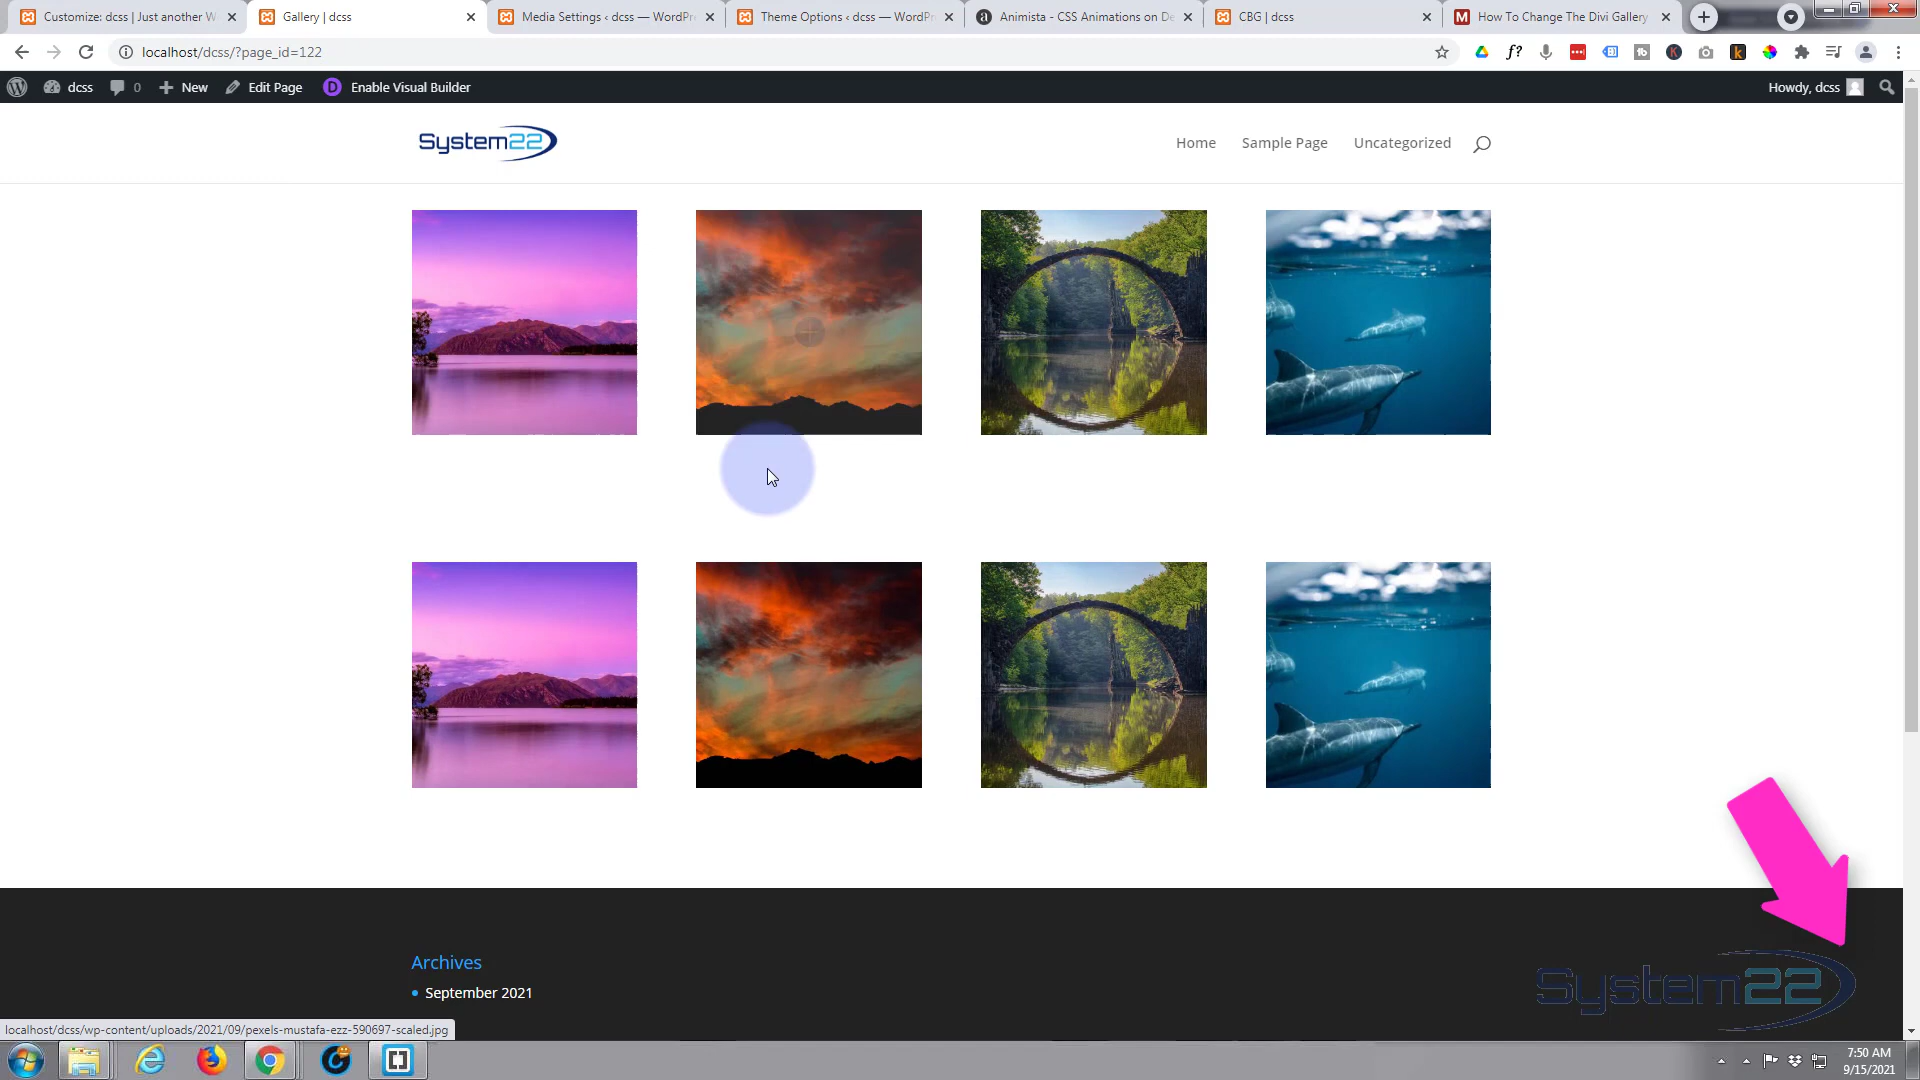 Customize: dcss | Just another W
Gallery | dcss
Media Settings ‹ dcss — WordPr
Theme Options ‹ dcss — WordPr
Animista - CSS Animations on De
CBG | dcss
How To Change The Divi Gallery
localhost/dcss/?page_id=122
dcss
0
New
Edit Page
Enable Visual Builder
Howdy, dcss
System22
Home
Sample Page
Uncategorized
Archives
September 2021
System22
localhost/dcss/wp-content/uploads/2021/09/pexels-mustafa-ezz-590697-scaled.jpg
7:50 AM
9/15/2021